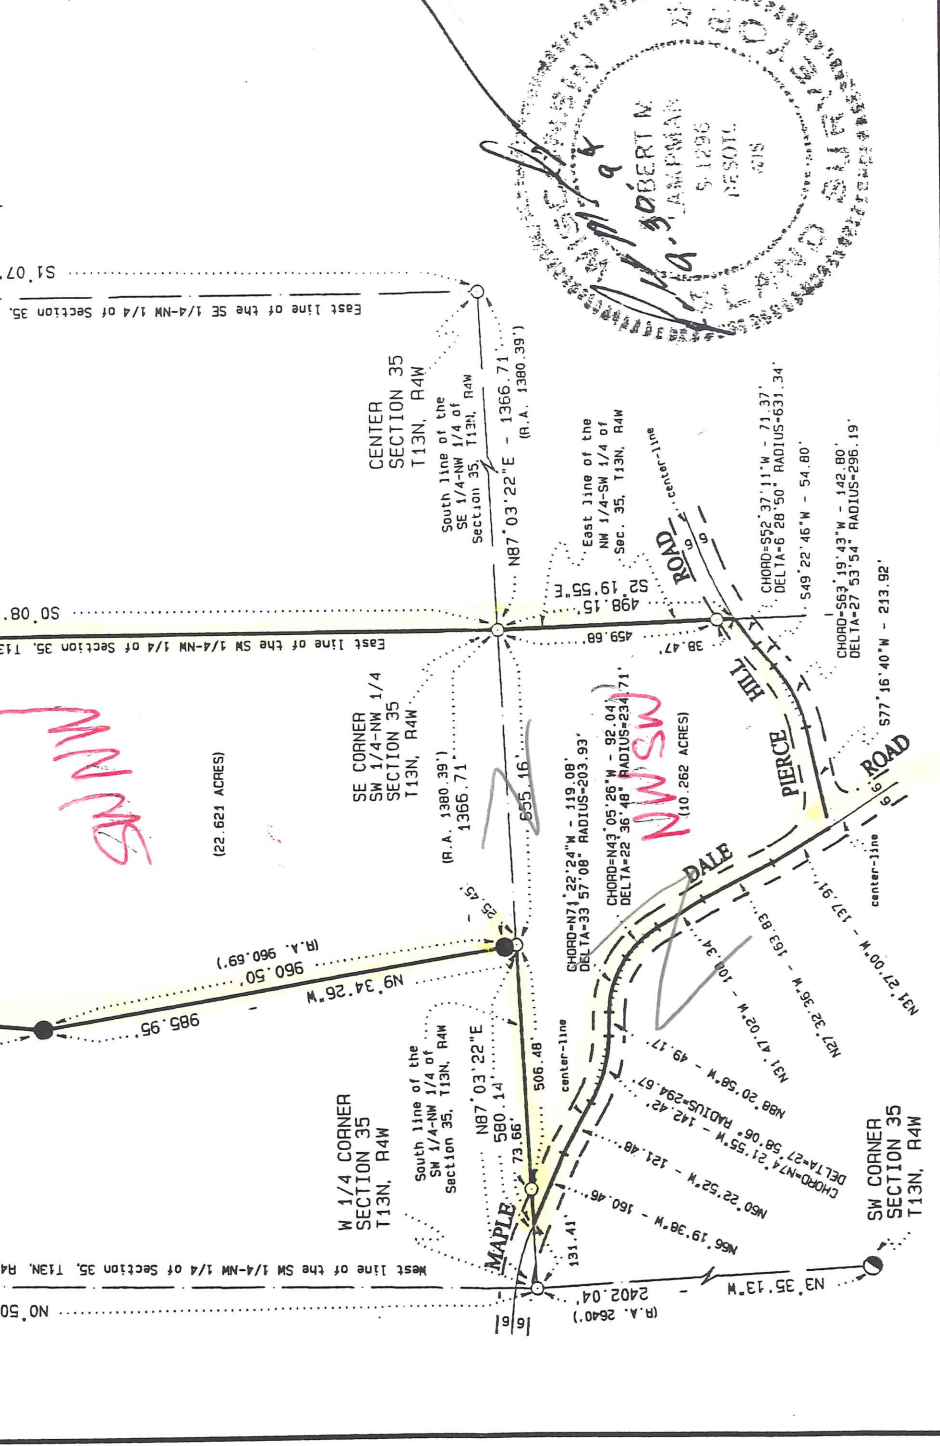 S1°07'
East line of the SE 1/4-NW 1/4 of Section 35.
CENTER
SECTION 35
T13N, R4W
South line of the
SE 1/4-NW 1/4 of
Section 35, T13N, R4W
N87°03'22"E - 1366.71'
(R.A. 1380.39')
East line of the
NW 1/4-SW 1/4 of
Sec. 35, T13N, R4W
S2°19'55"E
498.15'
459.68'
38.47'
ROAD
center-line
6
6
CHORD=S52°37'11"W - 71.37'
DELTA=6°28'50" RADIUS=631.34'
S49°22'46"W - 54.80'
CHORD=S63°19'43"W - 142.80'
DELTA=27°53'54" RADIUS=296.19'
S77°16'40"W - 213.92'
S0°08'
East line of the SW 1/4-NW 1/4 of Section 35, T13
SE CORNER
SW 1/4-NW 1/4
SECTION 35
T13N, R4W
(R.A. 1380.39')
1366.71'
655.16'
SWNW
(22.621 ACRES)
CHORD=N71°22'24"W - 119.08'
DELTA=33°57'08" RADIUS=203.93'
CHORD=N43°05'26"W - 92.04'
DELTA=22°36'48" RADIUS=234.71'
NWSW
(10.262 ACRES)
PIERCE
HILL
ROAD
DALE
6
6
center-line
25.45'
(R.A. 960.69')
960.50'
985.95'
N9°34'26"W
South line of the
SW 1/4-NW 1/4 of
Section 35, T13N, R4W
N87°03'22"E
580.14'
73.66'
506.48'
center-line
W 1/4 CORNER
SECTION 35
T13N, R4W
MAPLE
131.41'
6
6
N66°19'38"W - 160.46'
N60°22'52"W - 121.48'
CHORD=N74°21'55"W - 142.42'
DELTA=27°58'06" RADIUS=294.67'
N88°20'58"W - 49.17'
N31°47'02"W - 108.34'
N27°32'36"W - 163.83'
N31°27'00"W - 137.91'
West line of the SW 1/4-NW 1/4 of Section 35, T13N, R4
N0°50
(R.A. 2640')
2402.04'
N3°35'13"W
SW CORNER
SECTION 35
T13N, R4W
WISCONSIN
ROBERT N.
LAMPMAN
S-1296
DESOTO,
WIS
LAND SURVEYOR